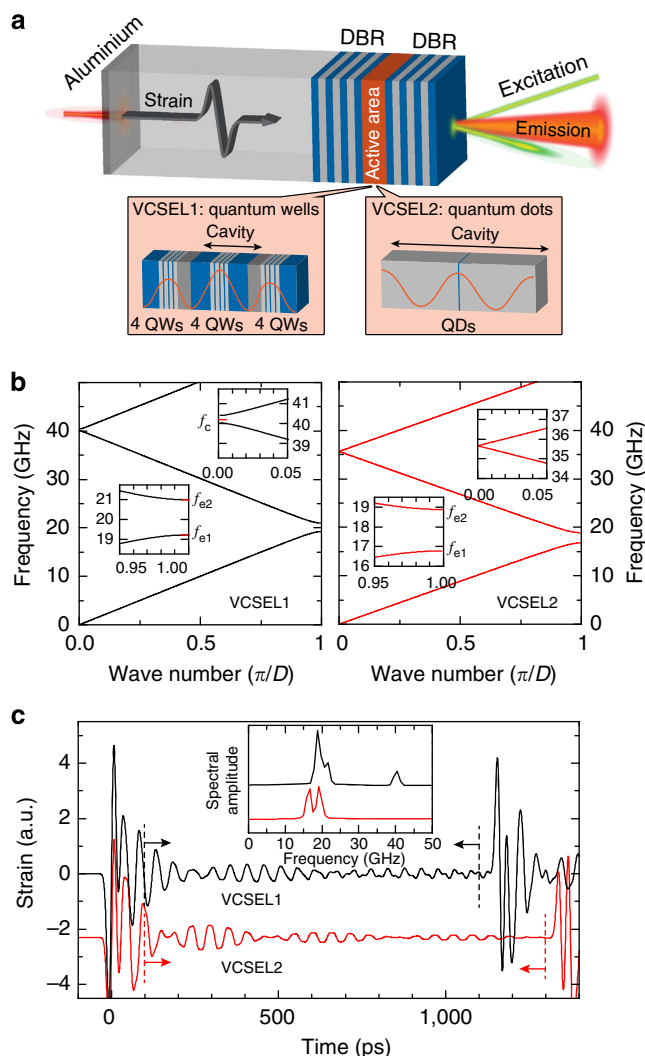 a
DBR DBR
Aluminium
Strain
Active area
Excitation
Emission
VCSEL1: quantum wells
Cavity
4 QWs 4 QWs 4 QWs
VCSEL2: quantum dots
Cavity
QDs
b
Frequency (GHz)
40
30
20
10
0
0.0 0.5 1
Wave number (π/D)
VCSEL1
fc
41
40
39
0.00 0.05
21
20
19
fe2
fe1
0.95 1.00
0 0.5 1
Wave number (π/D)
VCSEL2
37
36
35
34
0.00 0.05
19
18
17
16
fe2
fe1
0.95 1.00
40
30
20
10
0
Frequency (GHz)
c
Strain (a.u.)
4
2
0
−2
−4
0 500 1,000
Time (ps)
VCSEL1
VCSEL2
Spectral
amplitude
0 10 20 30 40 50
Frequency (GHz)